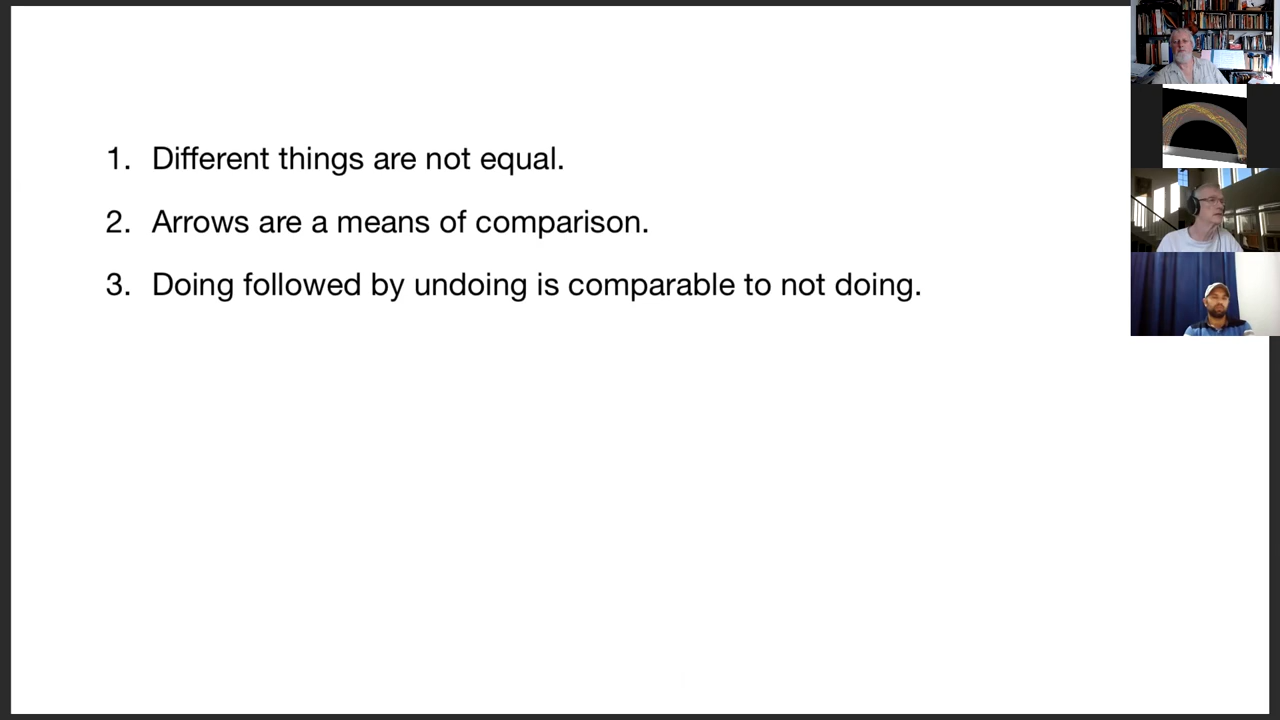 1. Different things are not equal.
2. Arrows are a means of comparison.
3. Doing followed by undoing is comparable to not doing.